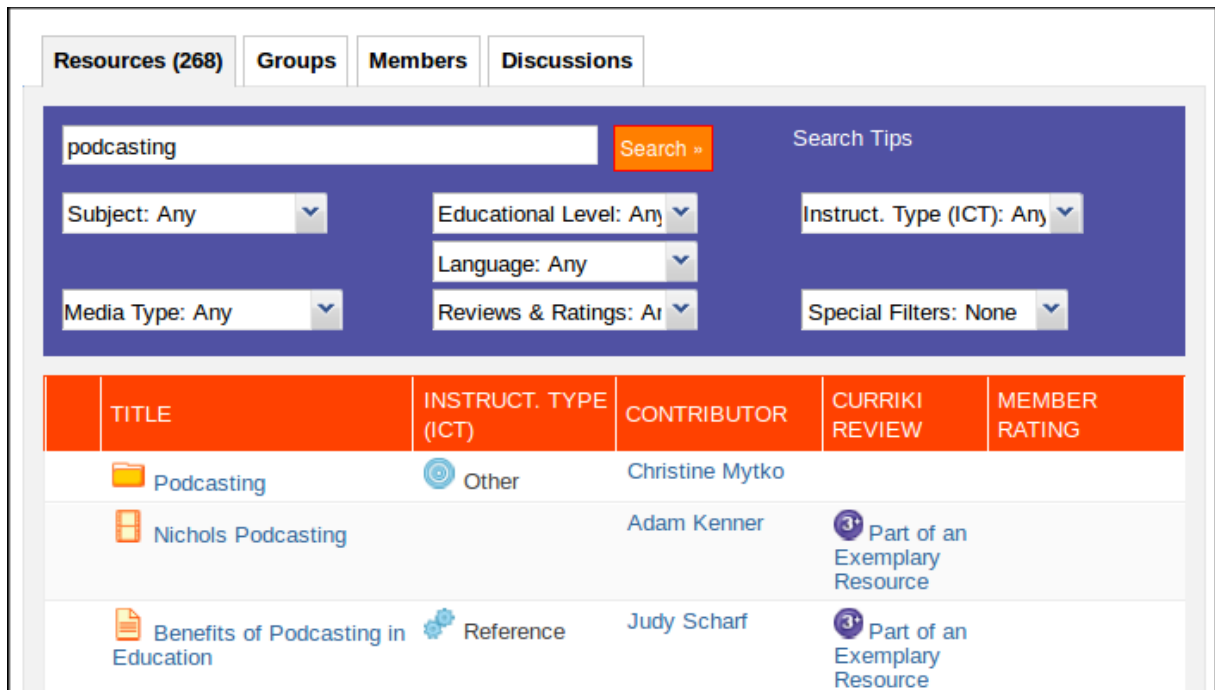 Resources (268) Groups Members Discussions
podcasting Search » Search Tips
Subject: Any Educational Level: Any Instruct. Type (ICT): Any
Language: Any
Media Type: Any Reviews & Ratings: Special Filters: None
TITLE INSTRUCT. TYPE (ICT) CONTRIBUTOR CURRIKI REVIEW MEMBER RATING
Podcasting Other Christine Mytko
Nichols Podcasting Adam Kenner 3+ Part of an
Exemplary
Resource
Benefits of Podcasting in Reference Judy Scharf 3+ Part of an
Education Exemplary
Resource